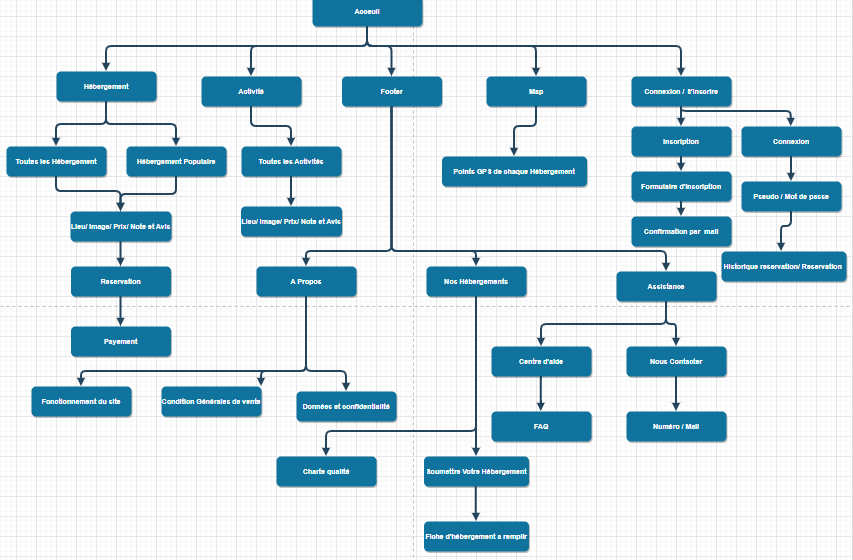 Acceuil
Hébergement
Activité
Footer
Map
Connexion / S'inscrire
Toutes les Hébergement
Hébergement Populaire
Toutes les Activités
Points GPS de chaque Hébergement
Inscription
Connexion
Formulaire d'inscription
Pseudo / Mot de passe
Lieu/ Image/ Prix/ Note et Avis
Lieu/ Image/ Prix/ Note et Avis
Confirmation par mail
Historique reservation/ Reservation
Reservation
A Propos
Nos Hébergements
Assistance
Payement
Centre d'aide
Nous Contacter
Fonctionnement du site
Condition Générales de vente
Données et confidentialité
FAQ
Numéro / Mail
Charte qualité
Soumettre Votre Hébergement
Fiche d'hébergement a remplir